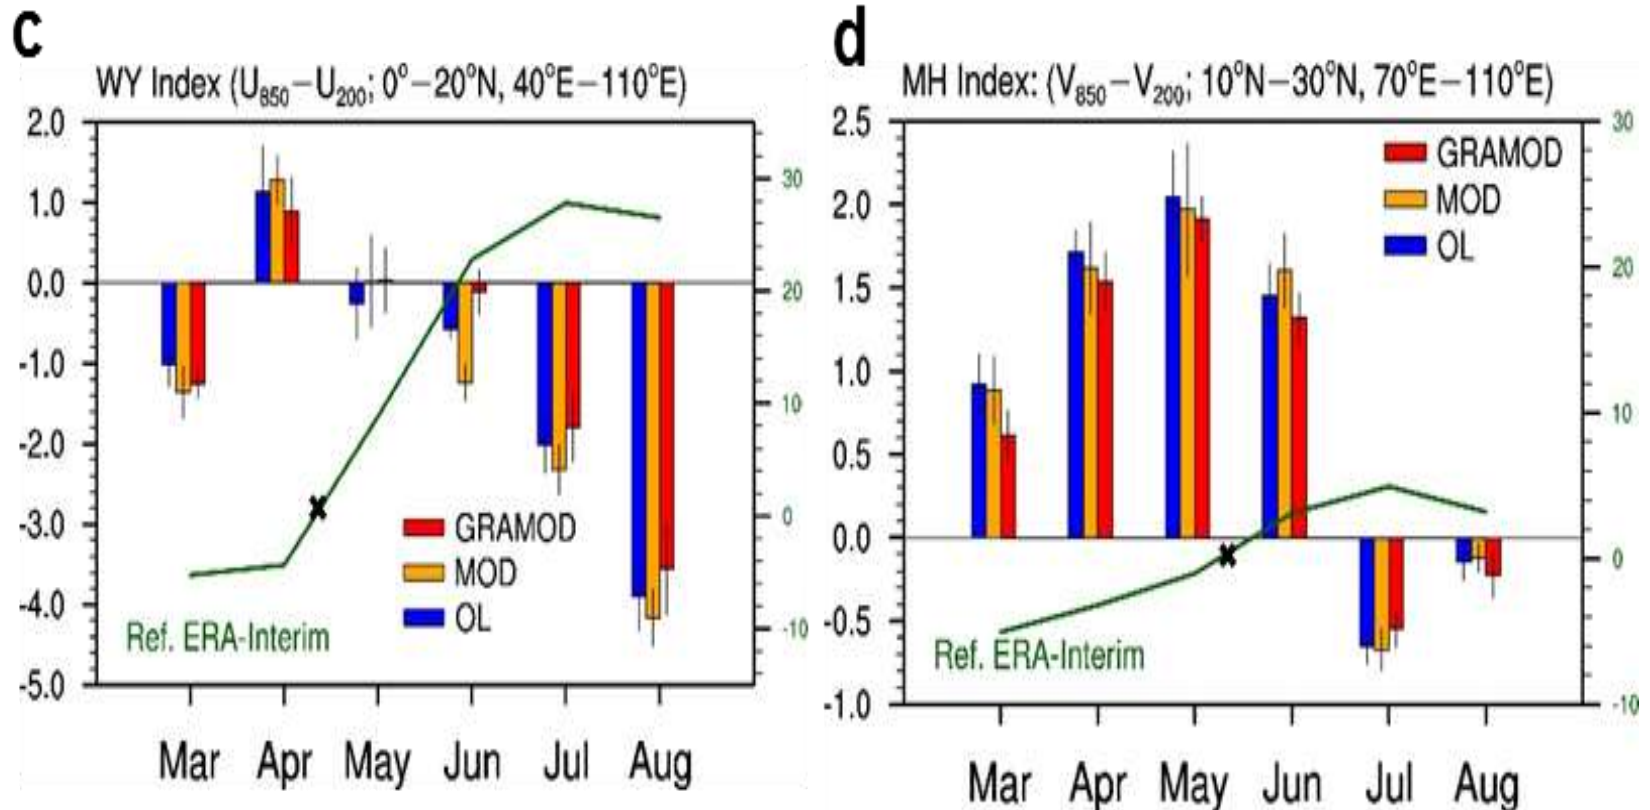 c
WY Index (U850−U200; 0°−20°N, 40°E−110°E)
2.0
1.0
0.0
-1.0
-2.0
-3.0
-4.0
-5.0
30
20
10
0
-10
GRAMOD
MOD
OL
Ref. ERA-Interim
Mar Apr May Jun Jul Aug
d
MH Index: (V850−V200; 10°N−30°N, 70°E−110°E)
2.5
2.0
1.5
1.0
0.5
0.0
-0.5
-1.0
30
20
10
0
-10
GRAMOD
MOD
OL
Ref. ERA-Interim
Mar Apr May Jun Jul Aug